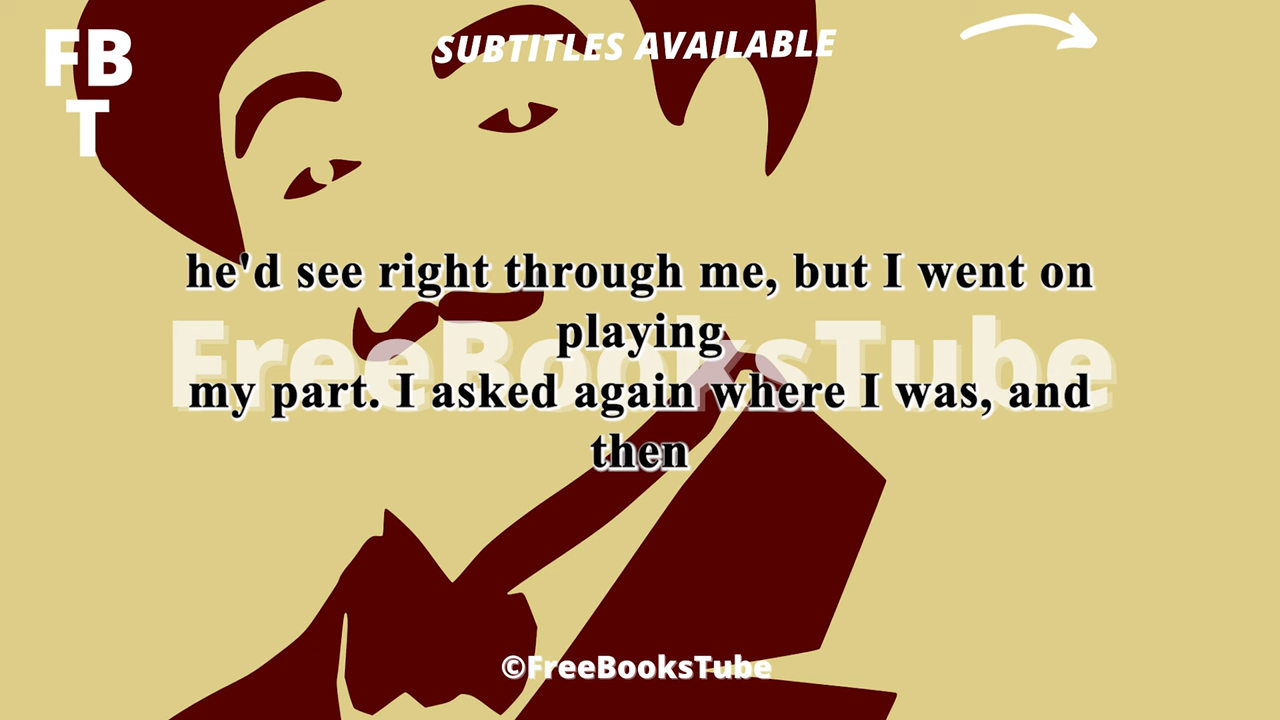 FB
T
SUBTITLES AVAILABLE
he'd see right through me, but I went on
playing
FreeBooksTube
my part. I asked again where I was, and
then
©FreeBooksTube